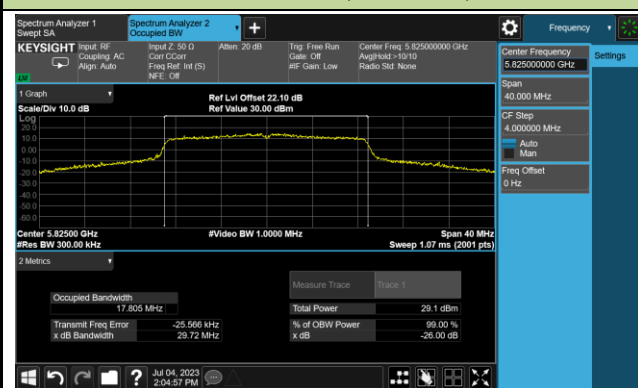 Spectrum Analyzer 1
Swept SA
Spectrum Analyzer 2
Occupied BW
+
Frequency
KEYSIGHT
Input: RF
Coupling: AC
Align: Auto
Input Z: 50 Ω
Corr CCorr
Freq Ref: Int (S)
NFE: Off
Atten: 20 dB
Trig: Free Run
Gate: Off
#IF Gain: Low
Center Freq: 5.825000000 GHz
Avg|Hold:>10/10
Radio Std: None
Center Frequency
5.825000000 GHz
Settings
Span
40.000 MHz
CF Step
4.000000 MHz
Auto
Man
Freq Offset
0 Hz
1 Graph
Scale/Div 10.0 dB
Ref Lvl Offset 22.10 dB
Ref Value 30.00 dBm
Log
20.0
10.0
0.00
-10.0
-20.0
-30.0
-40.0
-50.0
-60.0
Center 5.82500 GHz
#Res BW 300.00 kHz
#Video BW 1.0000 MHz
Span 40 MHz
Sweep 1.07 ms (2001 pts)
2 Metrics
Measure Trace
Trace 1
Occupied Bandwidth
17.805 MHz
Total Power
29.1 dBm
Transmit Freq Error
-25.566 kHz
% of OBW Power
99.00 %
x dB Bandwidth
29.72 MHz
x dB
-26.00 dB
?
Jul 04, 2023
2:04:57 PM